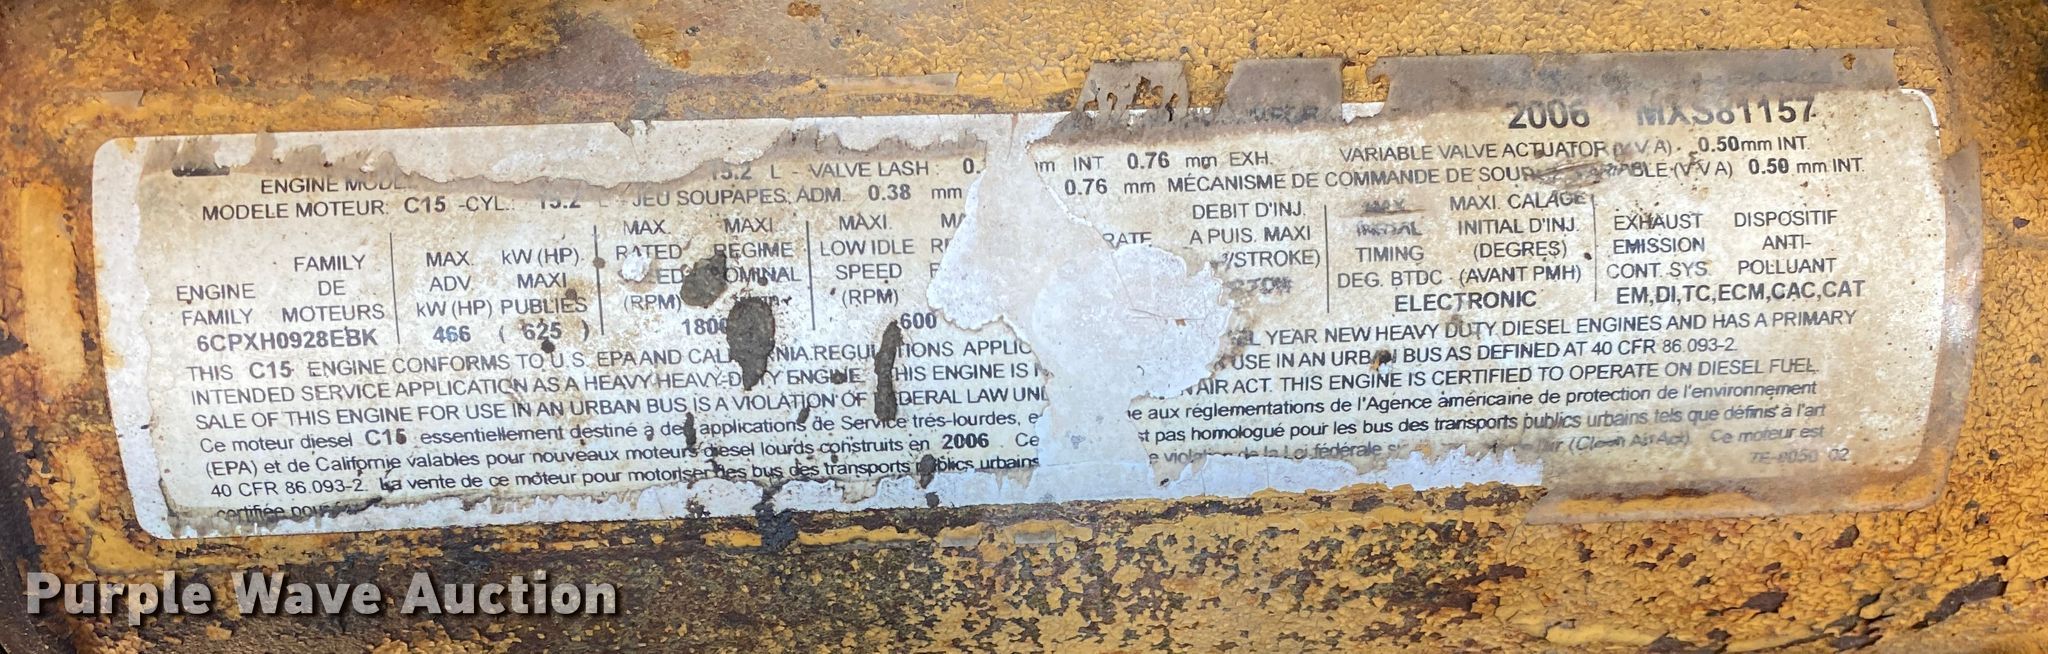 2006 MXS81157
ENGINE 15.2 L - VALVE LASH : 0. INT 0.76 mm EXH. VARIABLE VALVE ACTUATOR (V.V.A) - 0.50mm INT.
MODELE MOTEUR: C15 -CYL.: 15.2 L - JEU SOUPAPES: ADM. 0.38 mm 0.76 mm MÉCANISME DE COMMANDE DE (V.V.A) 0.50 mm INT.
ENGINE FAMILY
FAMILY DE MOTEURS
6CPXH0928EBK
MAX. ADV. kW (HP)
kW (HP) MAXI PUBLIÉS
466 ( 625 )
MAX. RATED (RPM)
MAXI REGIME
1800
MAXI. LOW IDLE SPEED (RPM)
600
RATE
DEBIT D'INJ. A PUIS. MAXI
/STROKE)
INITIAL TIMING DEG. BTDC
MAXI. CALAGE INITIAL D'INJ. (DEGRES) (AVANT PMH)
ELECTRONIC
EXHAUST EMISSION CONT. SYS.
DISPOSITIF ANTI-POLLUANT
EM,DI,TC,ECM,CAC,CAT
THIS C15 ENGINE CONFORMS TO U.S. EPA AND YEAR NEW HEAVY DUTY DIESEL ENGINES AND HAS A PRIMARY
INTENDED SERVICE APPLICATION AS A HEAVY HEAVY-DUTY ENGINE. THIS ENGINE IS USE IN AN URBAN BUS AS DEFINED AT 40 CFR 86.093-2.
SALE OF THIS ENGINE FOR USE IN AN URBAN BUS IS A VIOLATION OF FEDERAL LAW AIR ACT. THIS ENGINE IS CERTIFIED TO OPERATE ON DIESEL FUEL.
Ce moteur diesel C15 essentiellement destiné à des applications de Service très-lourdes, aux réglementations de l'Agence américaine de protection de l'environnement
(EPA) et de Californie valables pour nouveaux moteurs diesel lourds construits en 2006 . Ce pas homologué pour les bus des transports publics urbains tels que définis à l'art
40 CFR 86.093-2. La vente de ce moteur pour motoriser des bus des transports publics urbains de la Loi fédérale (Clean Air Act). Ce moteur est
certifiée
Purple Wave Auction